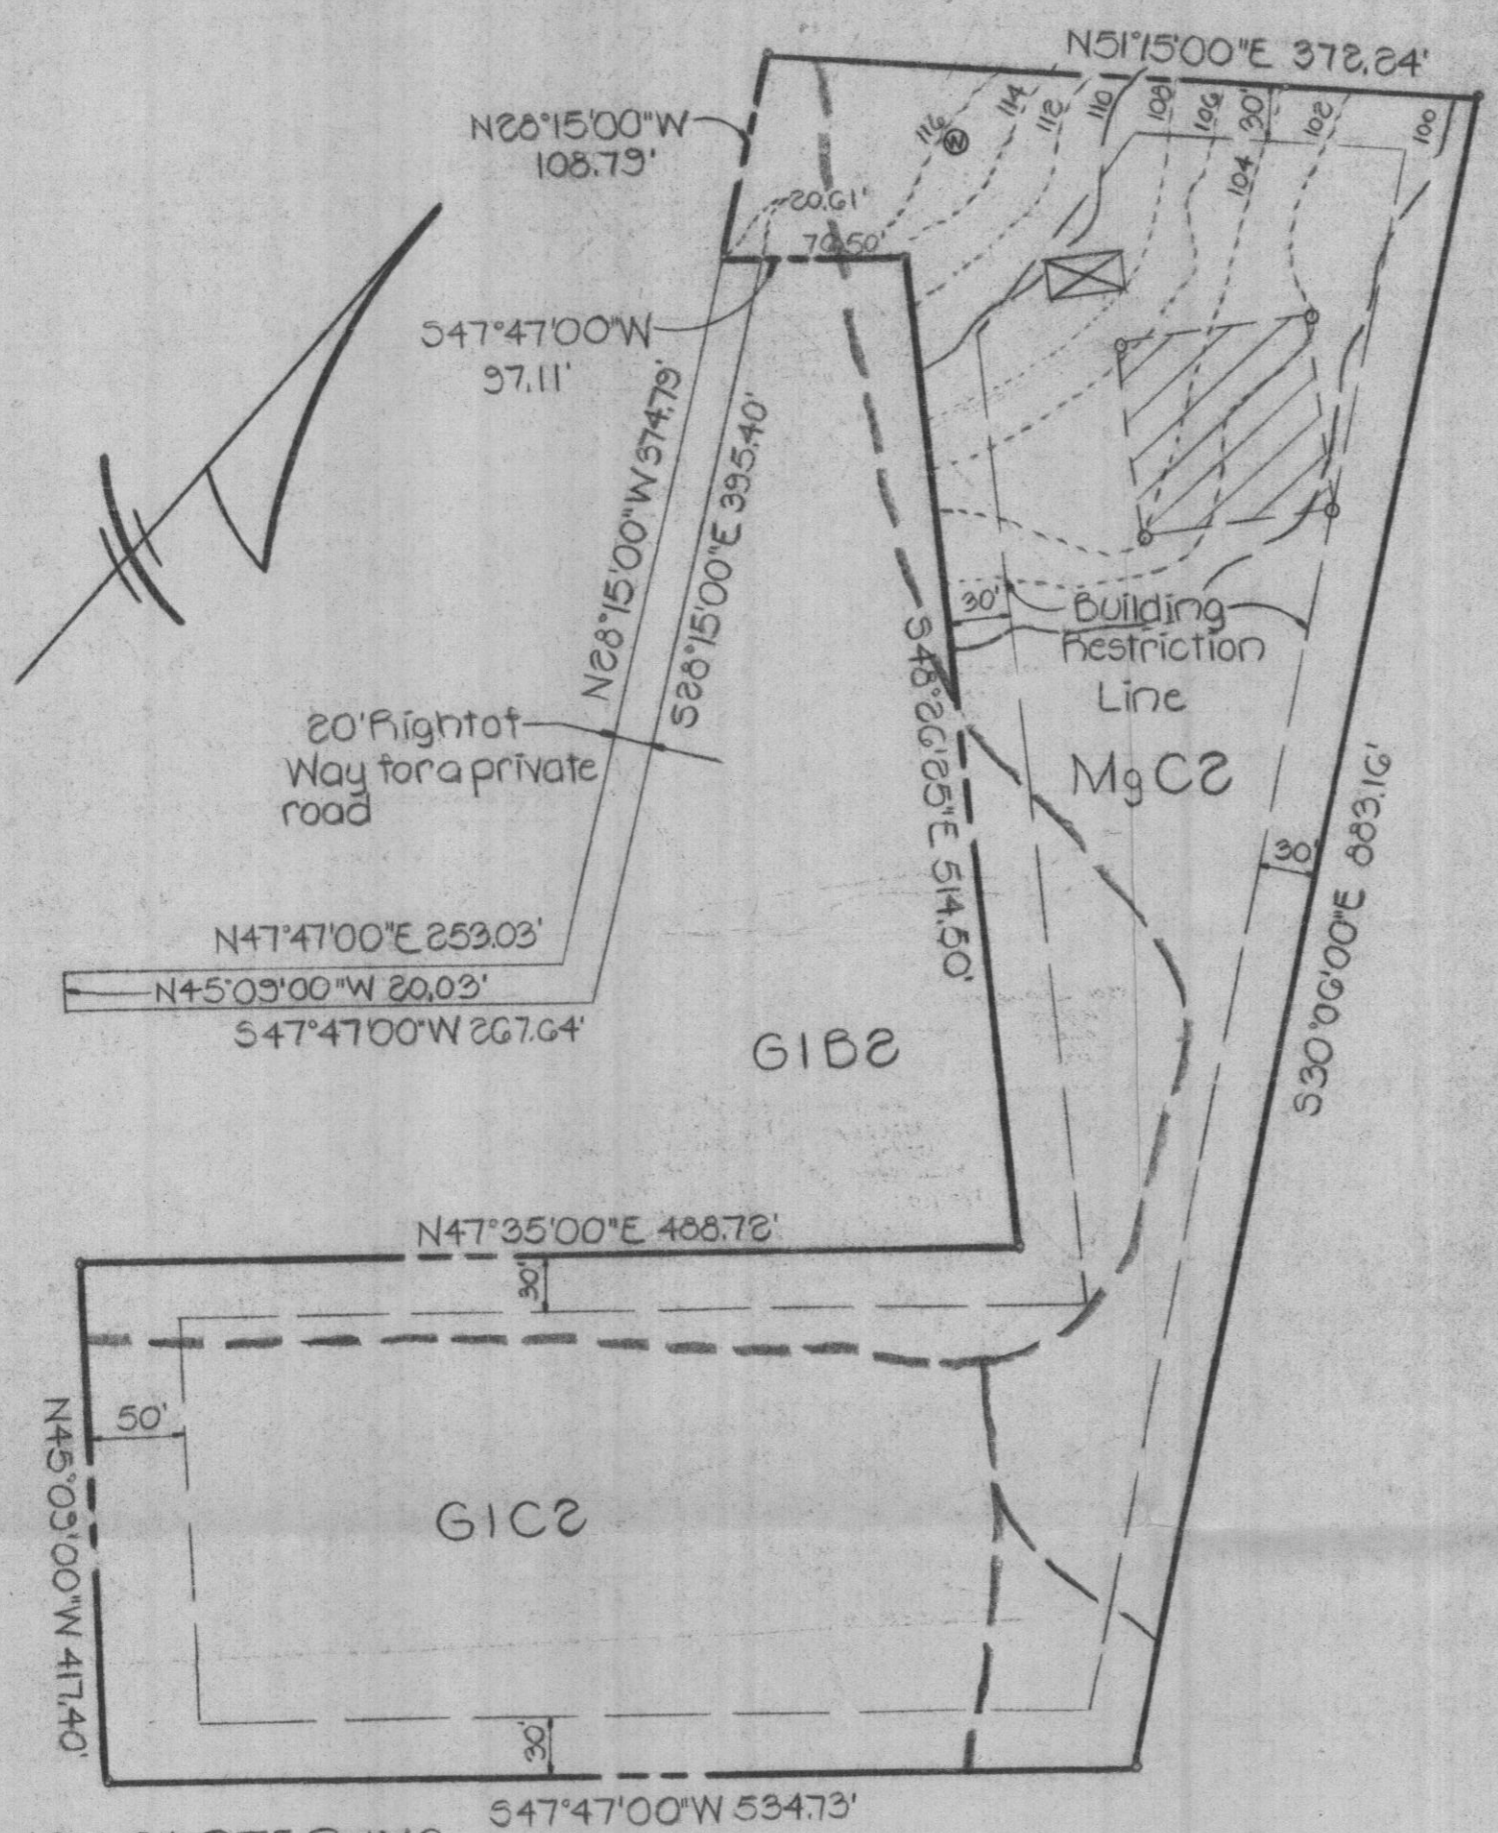 N51°15'00"E 372.24'
N28°15'00"W
108.79'
116
114
112
110
108
106
30'
104
102
100
20.61'
70.50'
S47°47'00"W
97.11'
N28°15'00"W 374.79'
S28°15'00"E 395.40'
20' Right of
Way for a private
road
30'
Building
Restriction
Line
S48°26'25"E 514.50'
MgC2
30'
S30°06'00"E 883.16'
N47°47'00"E 253.03'
N45°09'00"W 20.03'
S47°47'00"W 267.64'
G1B2
N47°35'00"E 488.72'
30'
50'
N45°09'00"W 417.40'
G1C2
30'
S47°47'00"W 534.73'